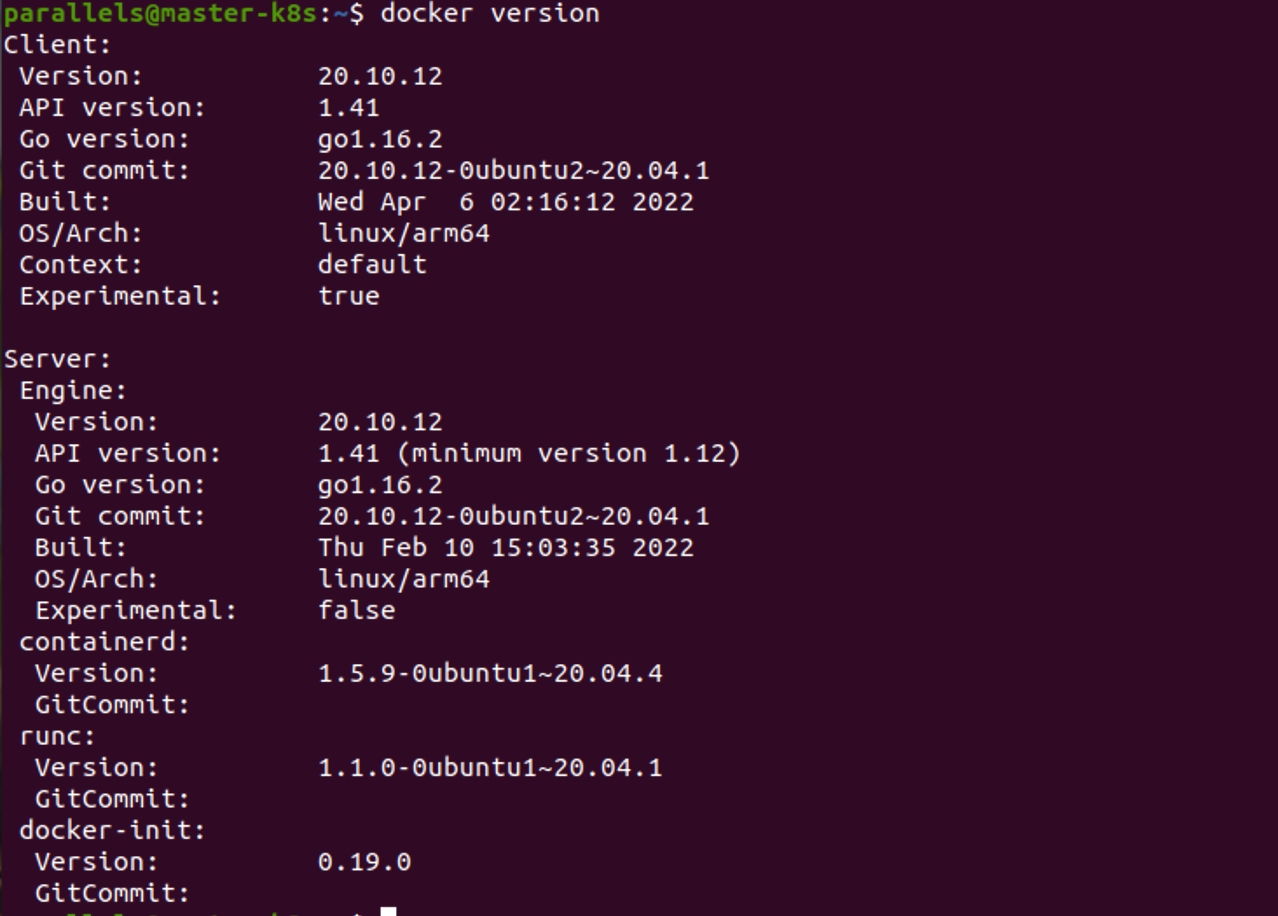 parallels@master-k8s:~$ docker version
Client:
 Version:           20.10.12
 API version:       1.41
 Go version:        go1.16.2
 Git commit:        20.10.12-0ubuntu2~20.04.1
 Built:             Wed Apr  6 02:16:12 2022
 OS/Arch:           linux/arm64
 Context:           default
 Experimental:      true

Server:
 Engine:
  Version:          20.10.12
  API version:      1.41 (minimum version 1.12)
  Go version:       go1.16.2
  Git commit:       20.10.12-0ubuntu2~20.04.1
  Built:            Thu Feb 10 15:03:35 2022
  OS/Arch:          linux/arm64
  Experimental:     false
 containerd:
  Version:          1.5.9-0ubuntu1~20.04.4
  GitCommit:
 runc:
  Version:          1.1.0-0ubuntu1~20.04.1
  GitCommit:
 docker-init:
  Version:          0.19.0
  GitCommit: